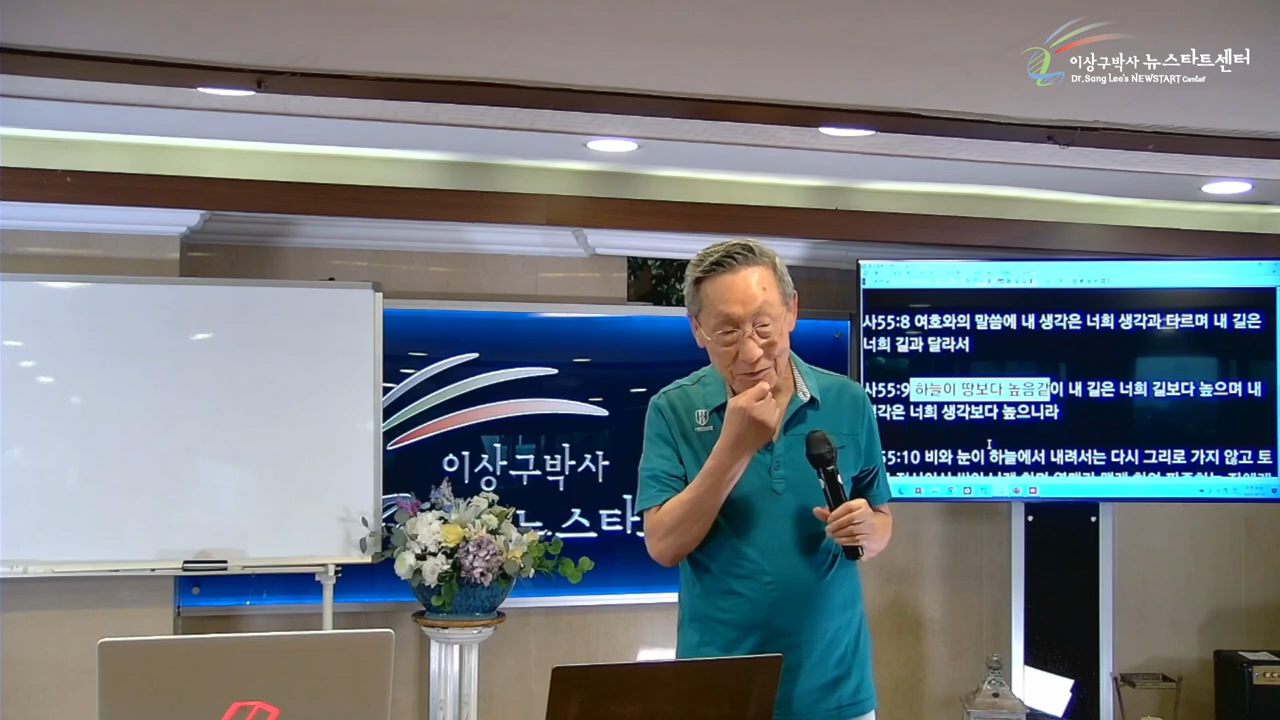 이상구박사 뉴스타트센터
Dr.Sang Lee's NEWSTART Center
사55:8 여호와의 말씀에 내 생각은 너희 생각과 다르며 내 길은
너희 길과 달라서
사55:9 하늘이 땅보다 높음같이 내 길은 너희 길보다 높으며 내
생각은 너희 생각보다 높으니라
55:10 비와 눈이 하늘에서 내려서는 다시 그리로 가지 않고 토
이상구박사
뉴스타